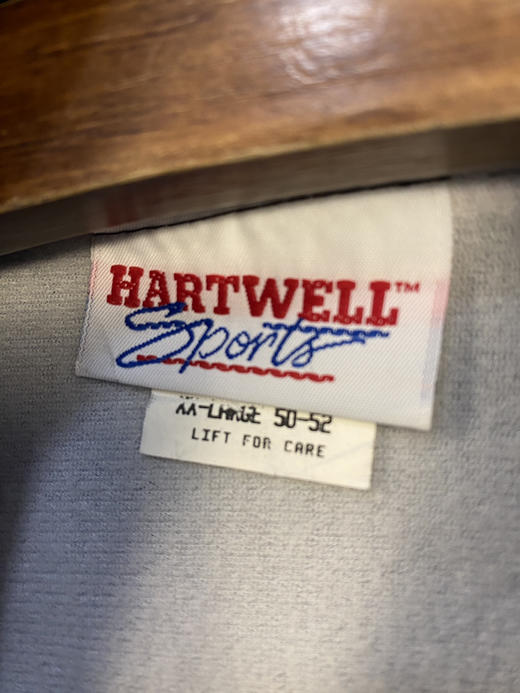 HARTWELL™
Sports
XX-LARGE 50-52
LIFT FOR CARE